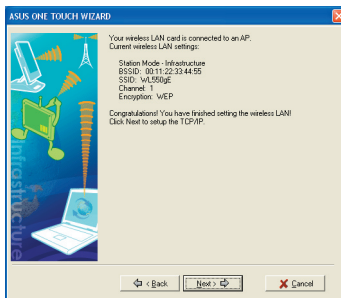 ASUS ONE TOUCH WIZARD
Your wireless LAN card is connected to an AP.
Current wireless LAN settings:
Station Mode - Infrastructure
BSSID: 00:11:22:33:44:55
SSID: WL550gE
Channel: 1
Encryption: WEP
Congratulations! You have finished setting the wireless LAN!
Click Next to setup the TCP/IP.
Infrastructure
< Back
Next >
Cancel